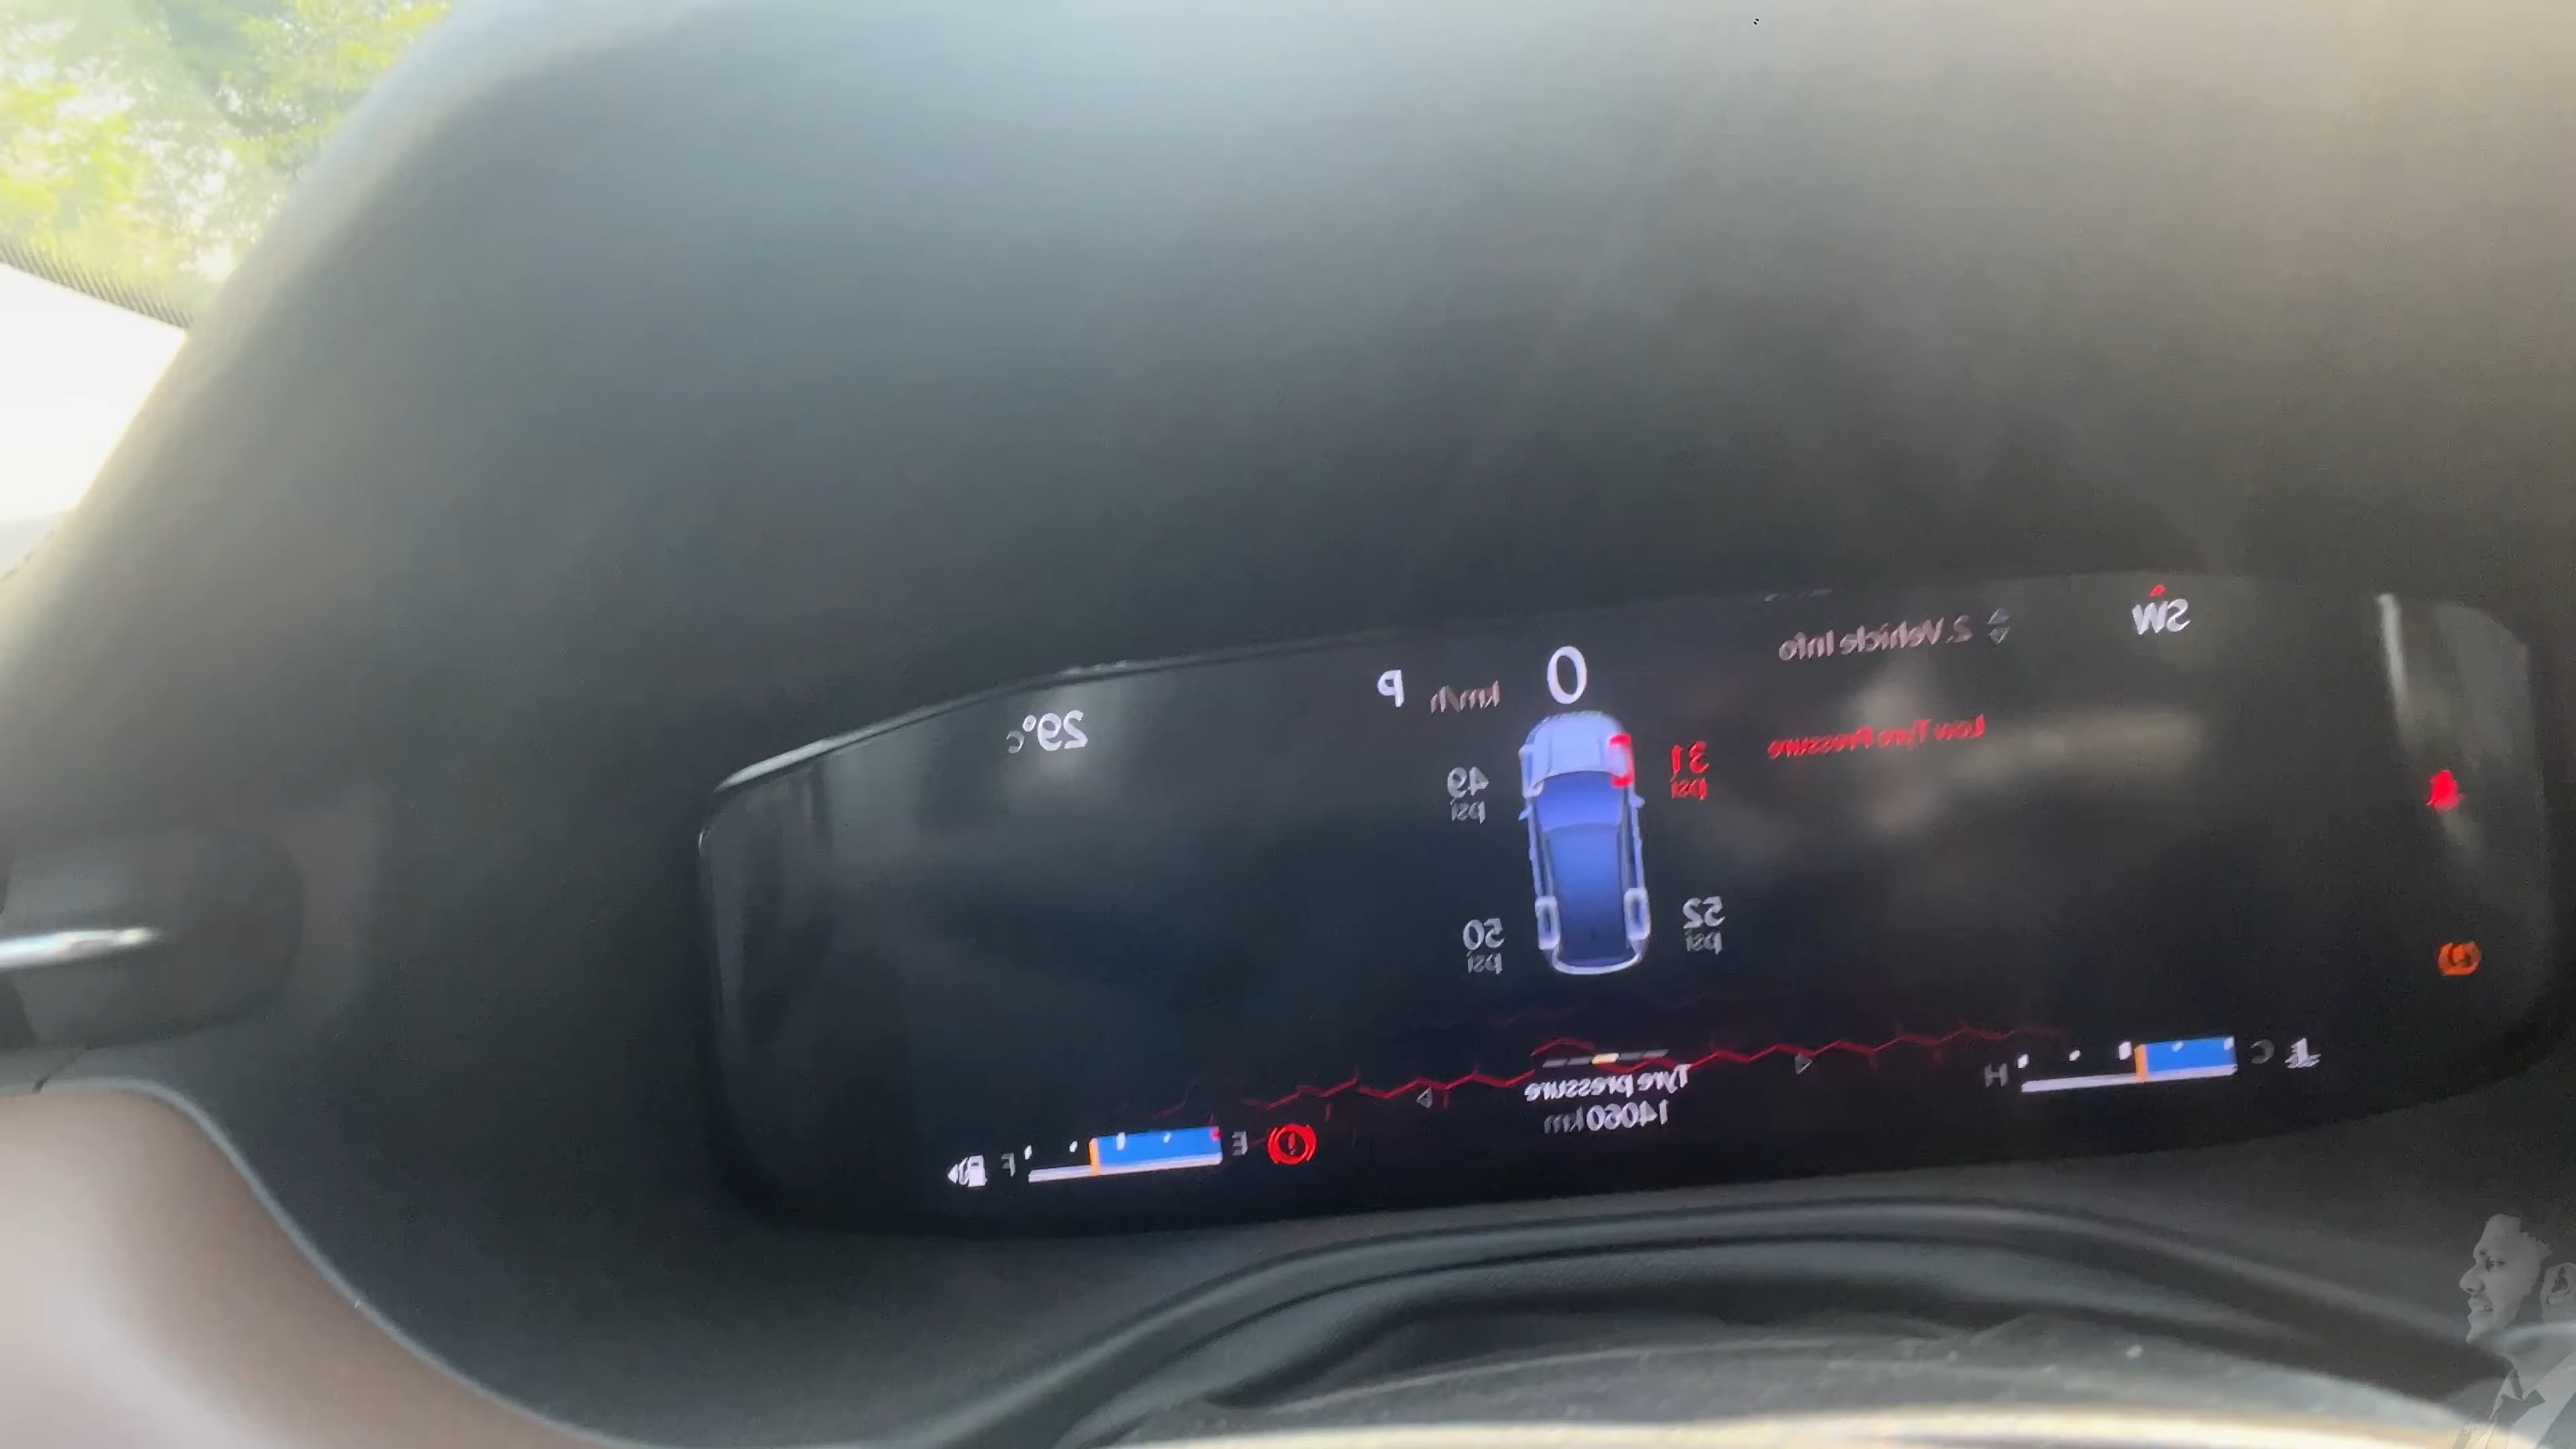 SW
2. Vehicle Info
0
km/h
P
29°C
Low Tyre Pressure
31
psi
49
psi
52
psi
50
psi
C
H
Tyre pressure
14060 km
E
F